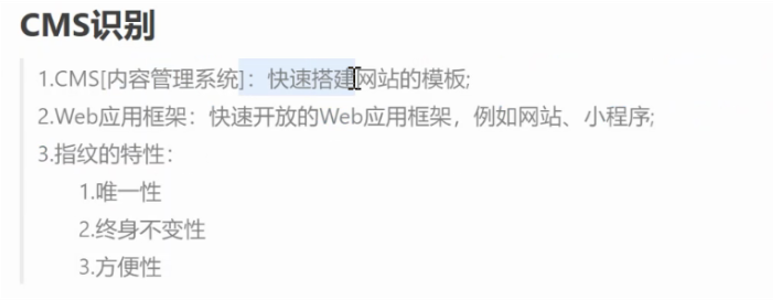 CMS识别
1.CMS[内容管理系统]：快速搭建网站的模板;
2.Web应用框架：快速开放的Web应用框架，例如网站、小程序;
3.指纹的特性：
1.唯一性
2.终身不变性
3.方便性